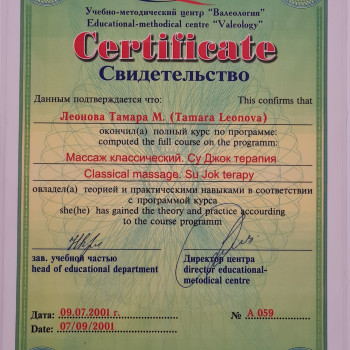 Учебно-методический центр "Валеология"
Educational-methodical centre "Valeology"
Certificate
Свидетельство
Данным подтверждается что: This confirms that
Леонова Тамара М. (Tamara Leonova)
окончил(а) полный курс по программе:
computed the full course on the programm:
Массаж классический. Су Джок терапия
Classical massage. Su Jok terapy
овладел(а) теорией и практическими навыками в соответствии
с программой курса
she(he) has gained the theory and practice acoourding
to the course programm
зав. учебной частью Директор центра
head of educational department director educational-
metodical centre
Дата: 09.07.2001 г. № А 059
Date: 07/09/2001